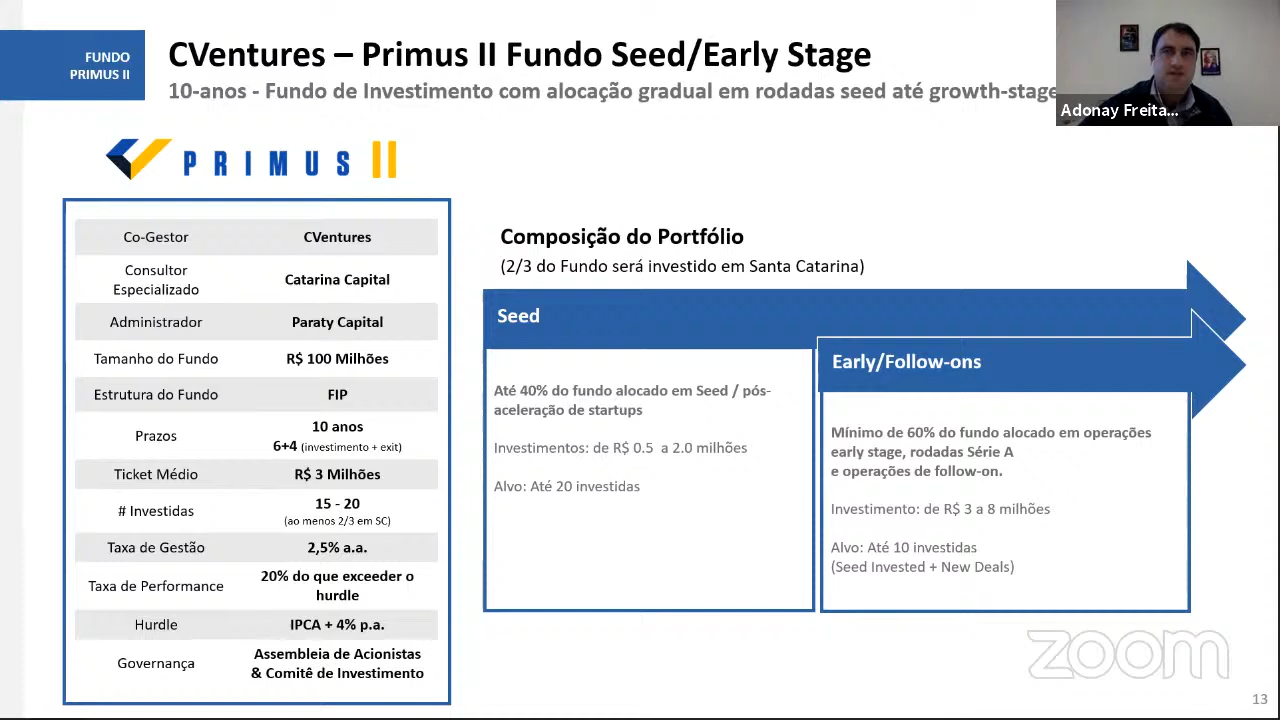 FUNDO
PRIMUS II
CVentures – Primus II Fundo Seed/Early Stage
10-anos - Fundo de Investimento com alocação gradual em rodadas seed até growth-stage
Adonay Freita...
PRIMUS II
Co-Gestor CVentures
Consultor
Especializado
Catarina Capital
Administrador Paraty Capital
Tamanho do Fundo R$ 100 Milhões
Estrutura do Fundo FIP
Prazos
10 anos
6+4 (investimento + exit)
Ticket Médio R$ 3 Milhões
# Investidas
15 - 20
(ao menos 2/3 em SC)
Taxa de Gestão 2,5% a.a.
Taxa de Performance
20% do que exceder o
hurdle
Hurdle IPCA + 4% p.a.
Governança
Assembleia de Acionistas
& Comitê de Investimento
Composição do Portfólio
(2/3 do Fundo será investido em Santa Catarina)
Seed
Até 40% do fundo alocado em Seed / pós-
aceleração de startups
Investimentos: de R$ 0.5 a 2.0 milhões
Alvo: Até 20 investidas
Early/Follow-ons
Mínimo de 60% do fundo alocado em operações
early stage, rodadas Série A
e operações de follow-on.
Investimento: de R$ 3 a 8 milhões
Alvo: Até 10 investidas
(Seed Invested + New Deals)
zoom
13